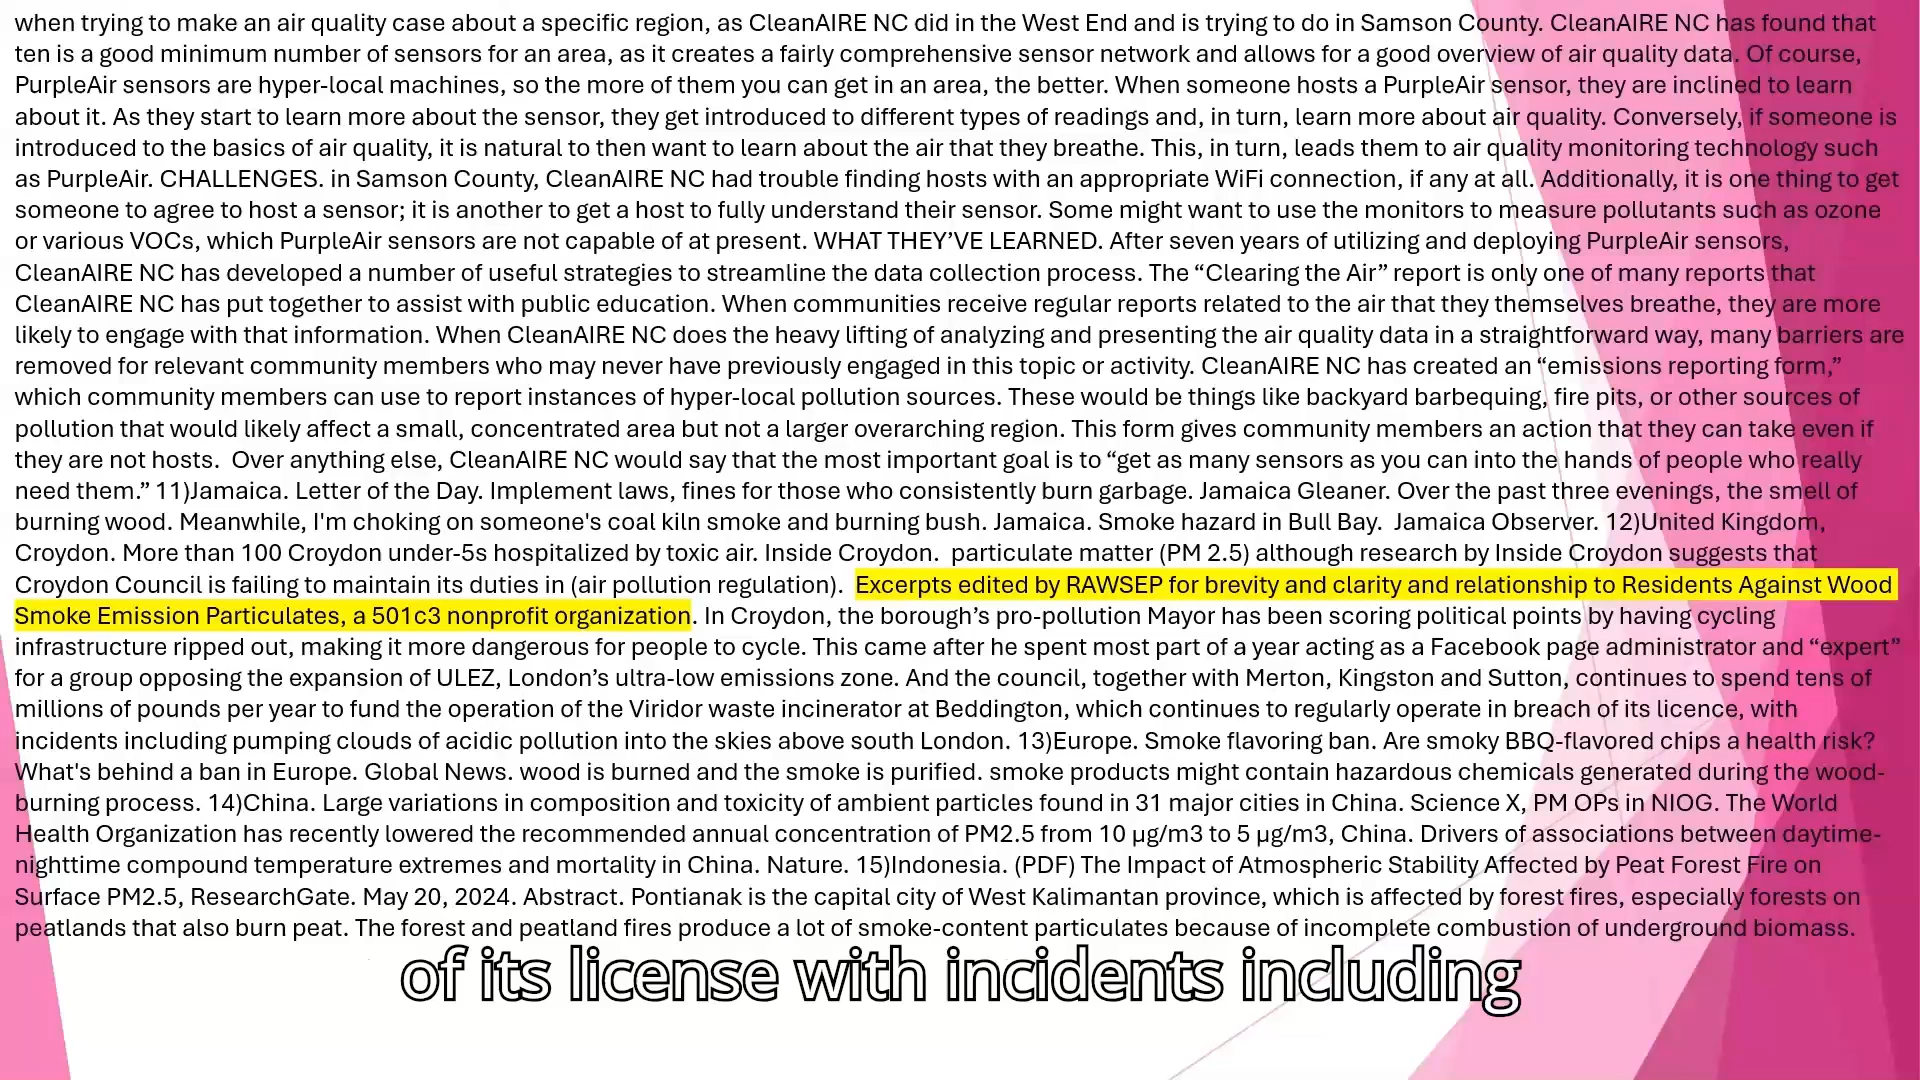 when trying to make an air quality case about a specific region, as CleanAIRE NC did in the West End and is trying to do in Samson County. CleanAIRE NC has found that
ten is a good minimum number of sensors for an area, as it creates a fairly comprehensive sensor network and allows for a good overview of air quality data. Of course,
PurpleAir sensors are hyper-local machines, so the more of them you can get in an area, the better. When someone hosts a PurpleAir sensor, they are inclined to learn
about it. As they start to learn more about the sensor, they get introduced to different types of readings and, in turn, learn more about air quality. Conversely, if someone is
introduced to the basics of air quality, it is natural to then want to learn about the air that they breathe. This, in turn, leads them to air quality monitoring technology such
as PurpleAir. CHALLENGES. in Samson County, CleanAIRE NC had trouble finding hosts with an appropriate WiFi connection, if any at all. Additionally, it is one thing to get
someone to agree to host a sensor; it is another to get a host to fully understand their sensor. Some might want to use the monitors to measure pollutants such as ozone
or various VOCs, which PurpleAir sensors are not capable of at present. WHAT THEY’VE LEARNED. After seven years of utilizing and deploying PurpleAir sensors,
CleanAIRE NC has developed a number of useful strategies to streamline the data collection process. The “Clearing the Air” report is only one of many reports that
CleanAIRE NC has put together to assist with public education. When communities receive regular reports related to the air that they themselves breathe, they are more
likely to engage with that information. When CleanAIRE NC does the heavy lifting of analyzing and presenting the air quality data in a straightforward way, many barriers are
removed for relevant community members who may never have previously engaged in this topic or activity. CleanAIRE NC has created an “emissions reporting form,”
which community members can use to report instances of hyper-local pollution sources. These would be things like backyard barbequing, fire pits, or other sources of
pollution that would likely affect a small, concentrated area but not a larger overarching region. This form gives community members an action that they can take even if
they are not hosts.  Over anything else, CleanAIRE NC would say that the most important goal is to “get as many sensors as you can into the hands of people who really
need them.” 11)Jamaica. Letter of the Day. Implement laws, fines for those who consistently burn garbage. Jamaica Gleaner. Over the past three evenings, the smell of
burning wood. Meanwhile, I'm choking on someone's coal kiln smoke and burning bush. Jamaica. Smoke hazard in Bull Bay.  Jamaica Observer. 12)United Kingdom,
Croydon. More than 100 Croydon under-5s hospitalized by toxic air. Inside Croydon.  particulate matter (PM 2.5) although research by Inside Croydon suggests that
Croydon Council is failing to maintain its duties in (air pollution regulation).  Excerpts edited by RAWSEP for brevity and clarity and relationship to Residents Against Wood
Smoke Emission Particulates, a 501c3 nonprofit organization. In Croydon, the borough’s pro-pollution Mayor has been scoring political points by having cycling
infrastructure ripped out, making it more dangerous for people to cycle. This came after he spent most part of a year acting as a Facebook page administrator and “expert”
for a group opposing the expansion of ULEZ, London’s ultra-low emissions zone. And the council, together with Merton, Kingston and Sutton, continues to spend tens of
millions of pounds per year to fund the operation of the Viridor waste incinerator at Beddington, which continues to regularly operate in breach of its licence, with
incidents including pumping clouds of acidic pollution into the skies above south London. 13)Europe. Smoke flavoring ban. Are smoky BBQ-flavored chips a health risk?
What's behind a ban in Europe. Global News. wood is burned and the smoke is purified. smoke products might contain hazardous chemicals generated during the wood-
burning process. 14)China. Large variations in composition and toxicity of ambient particles found in 31 major cities in China. Science X, PM OPs in NIOG. The World
Health Organization has recently lowered the recommended annual concentration of PM2.5 from 10 μg/m3 to 5 μg/m3, China. Drivers of associations between daytime-
nighttime compound temperature extremes and mortality in China. Nature. 15)Indonesia. (PDF) The Impact of Atmospheric Stability Affected by Peat Forest Fire on
Surface PM2.5, ResearchGate. May 20, 2024. Abstract. Pontianak is the capital city of West Kalimantan province, which is affected by forest fires, especially forests on
peatlands that also burn peat. The forest and peatland fires produce a lot of smoke-content particulates because of incomplete combustion of underground biomass.
of its license with incidents including